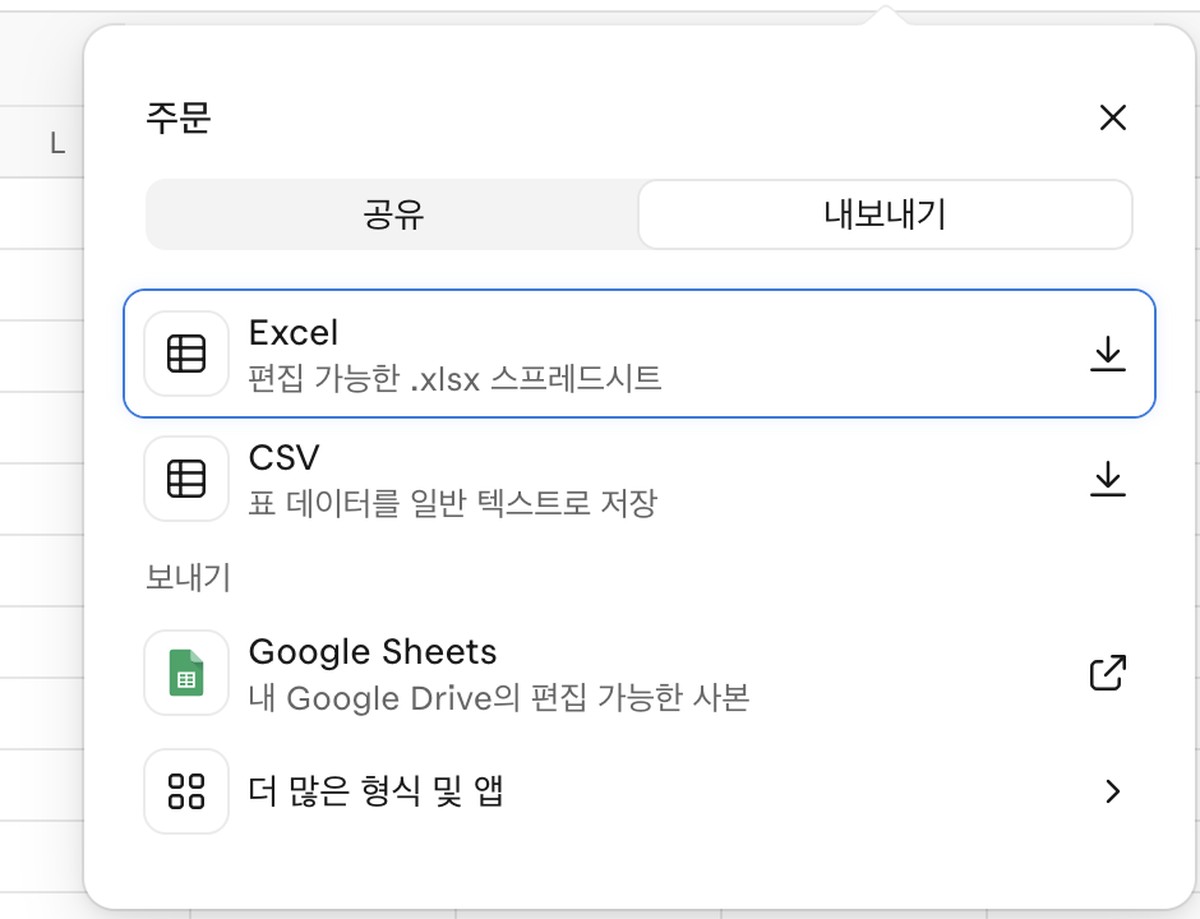 L
주문
공유
내보내기
Excel
편집 가능한 .xlsx 스프레드시트
CSV
표 데이터를 일반 텍스트로 저장
보내기
Google Sheets
내 Google Drive의 편집 가능한 사본
더 많은 형식 및 앱